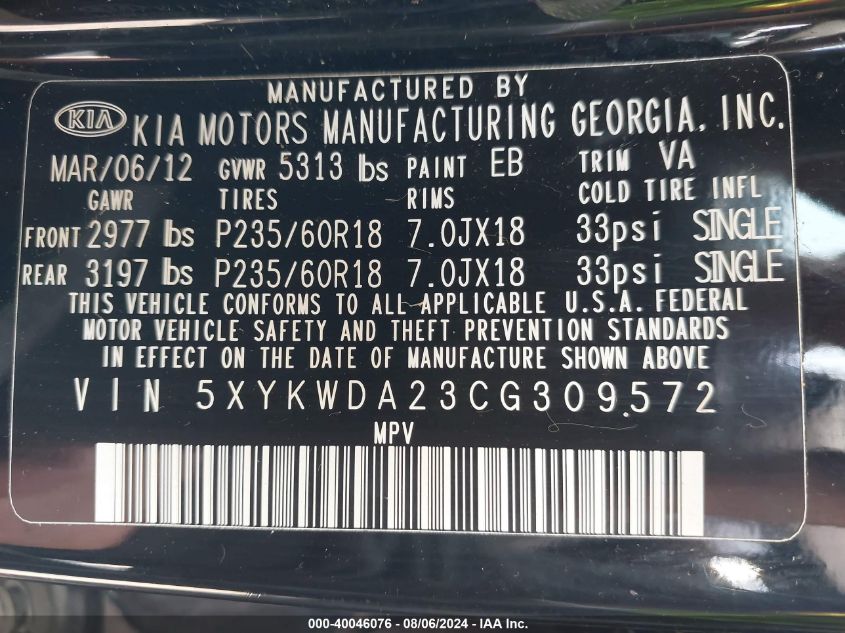 MANUFACTURED BY
KIA KIA MOTORS MANUFACTURING GEORGIA, INC.
MAR/06/12 GVWR 5313 lbs PAINT EB TRIM VA
GAWR TIRES RIMS COLD TIRE INFL
FRONT 2977 lbs P235/60R18 7.0JX18 33psi SINGLE
REAR 3197 lbs P235/60R18 7.0JX18 33psi SINGLE
THIS VEHICLE CONFORMS TO ALL APPLICABLE U.S.A. FEDERAL
MOTOR VEHICLE SAFETY AND THEFT PREVENTION STANDARDS
IN EFFECT ON THE DATE OF MANUFACTURE SHOWN ABOVE
VIN 5XYKWDA23CG309572
MPV
000-40046076 - 08/06/2024 - IAA Inc.